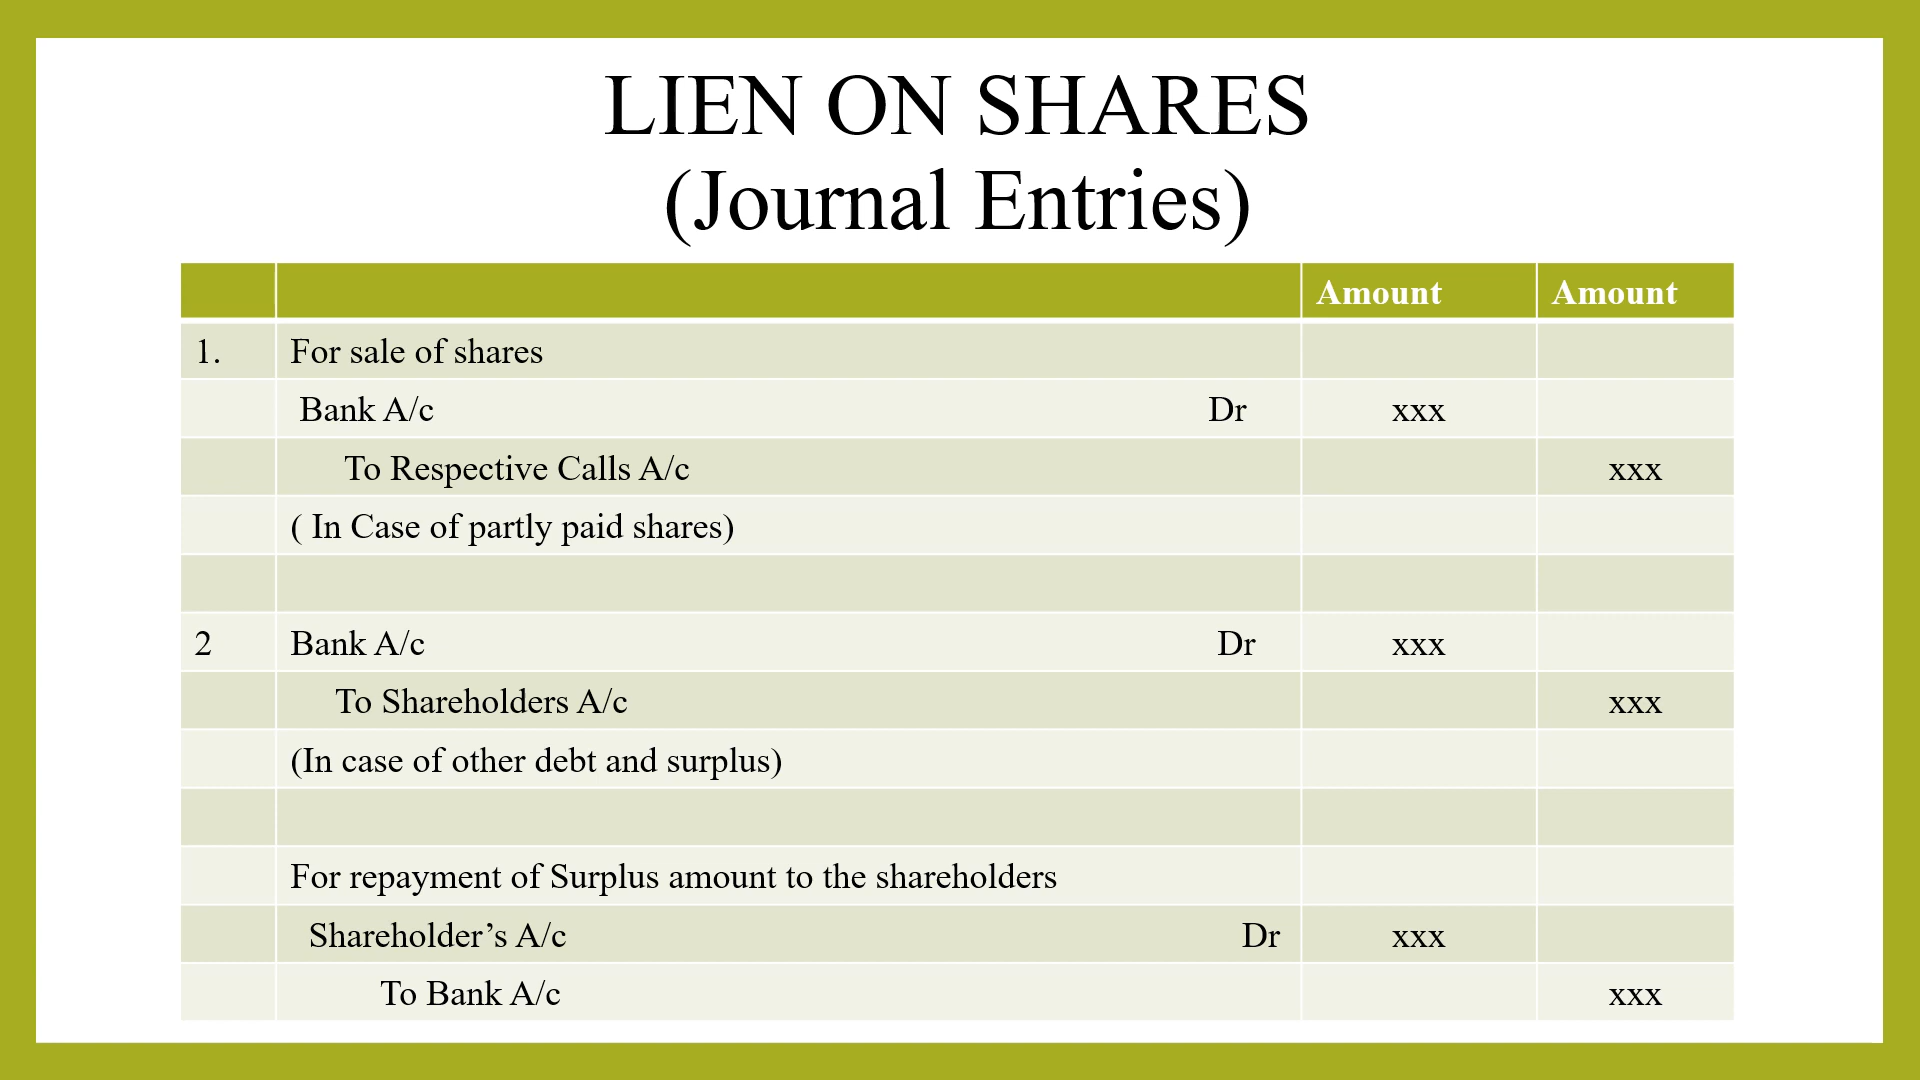 LIEN ON SHARES
(Journal Entries)
Amount Amount
1. For sale of shares
Bank A/c Dr xxx
To Respective Calls A/c xxx
( In Case of partly paid shares)
2 Bank A/c Dr xxx
To Shareholders A/c xxx
(In case of other debt and surplus)
For repayment of Surplus amount to the shareholders
Shareholder’s A/c Dr xxx
To Bank A/c xxx